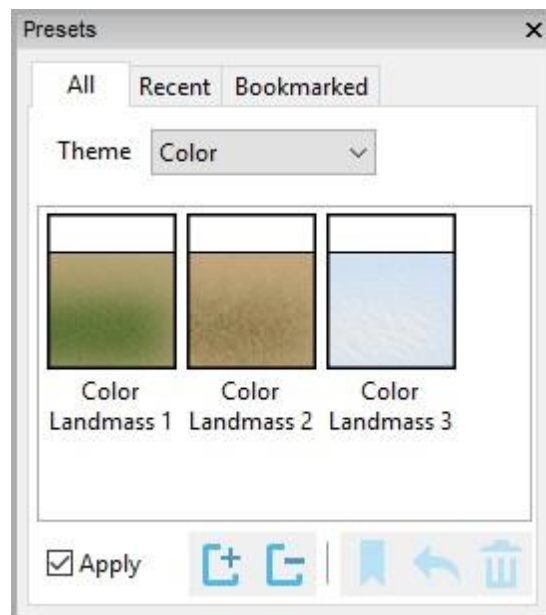 Presets
All Recent Bookmarked
Theme Color
Color Color Color
Landmass 1 Landmass 2 Landmass 3
Apply